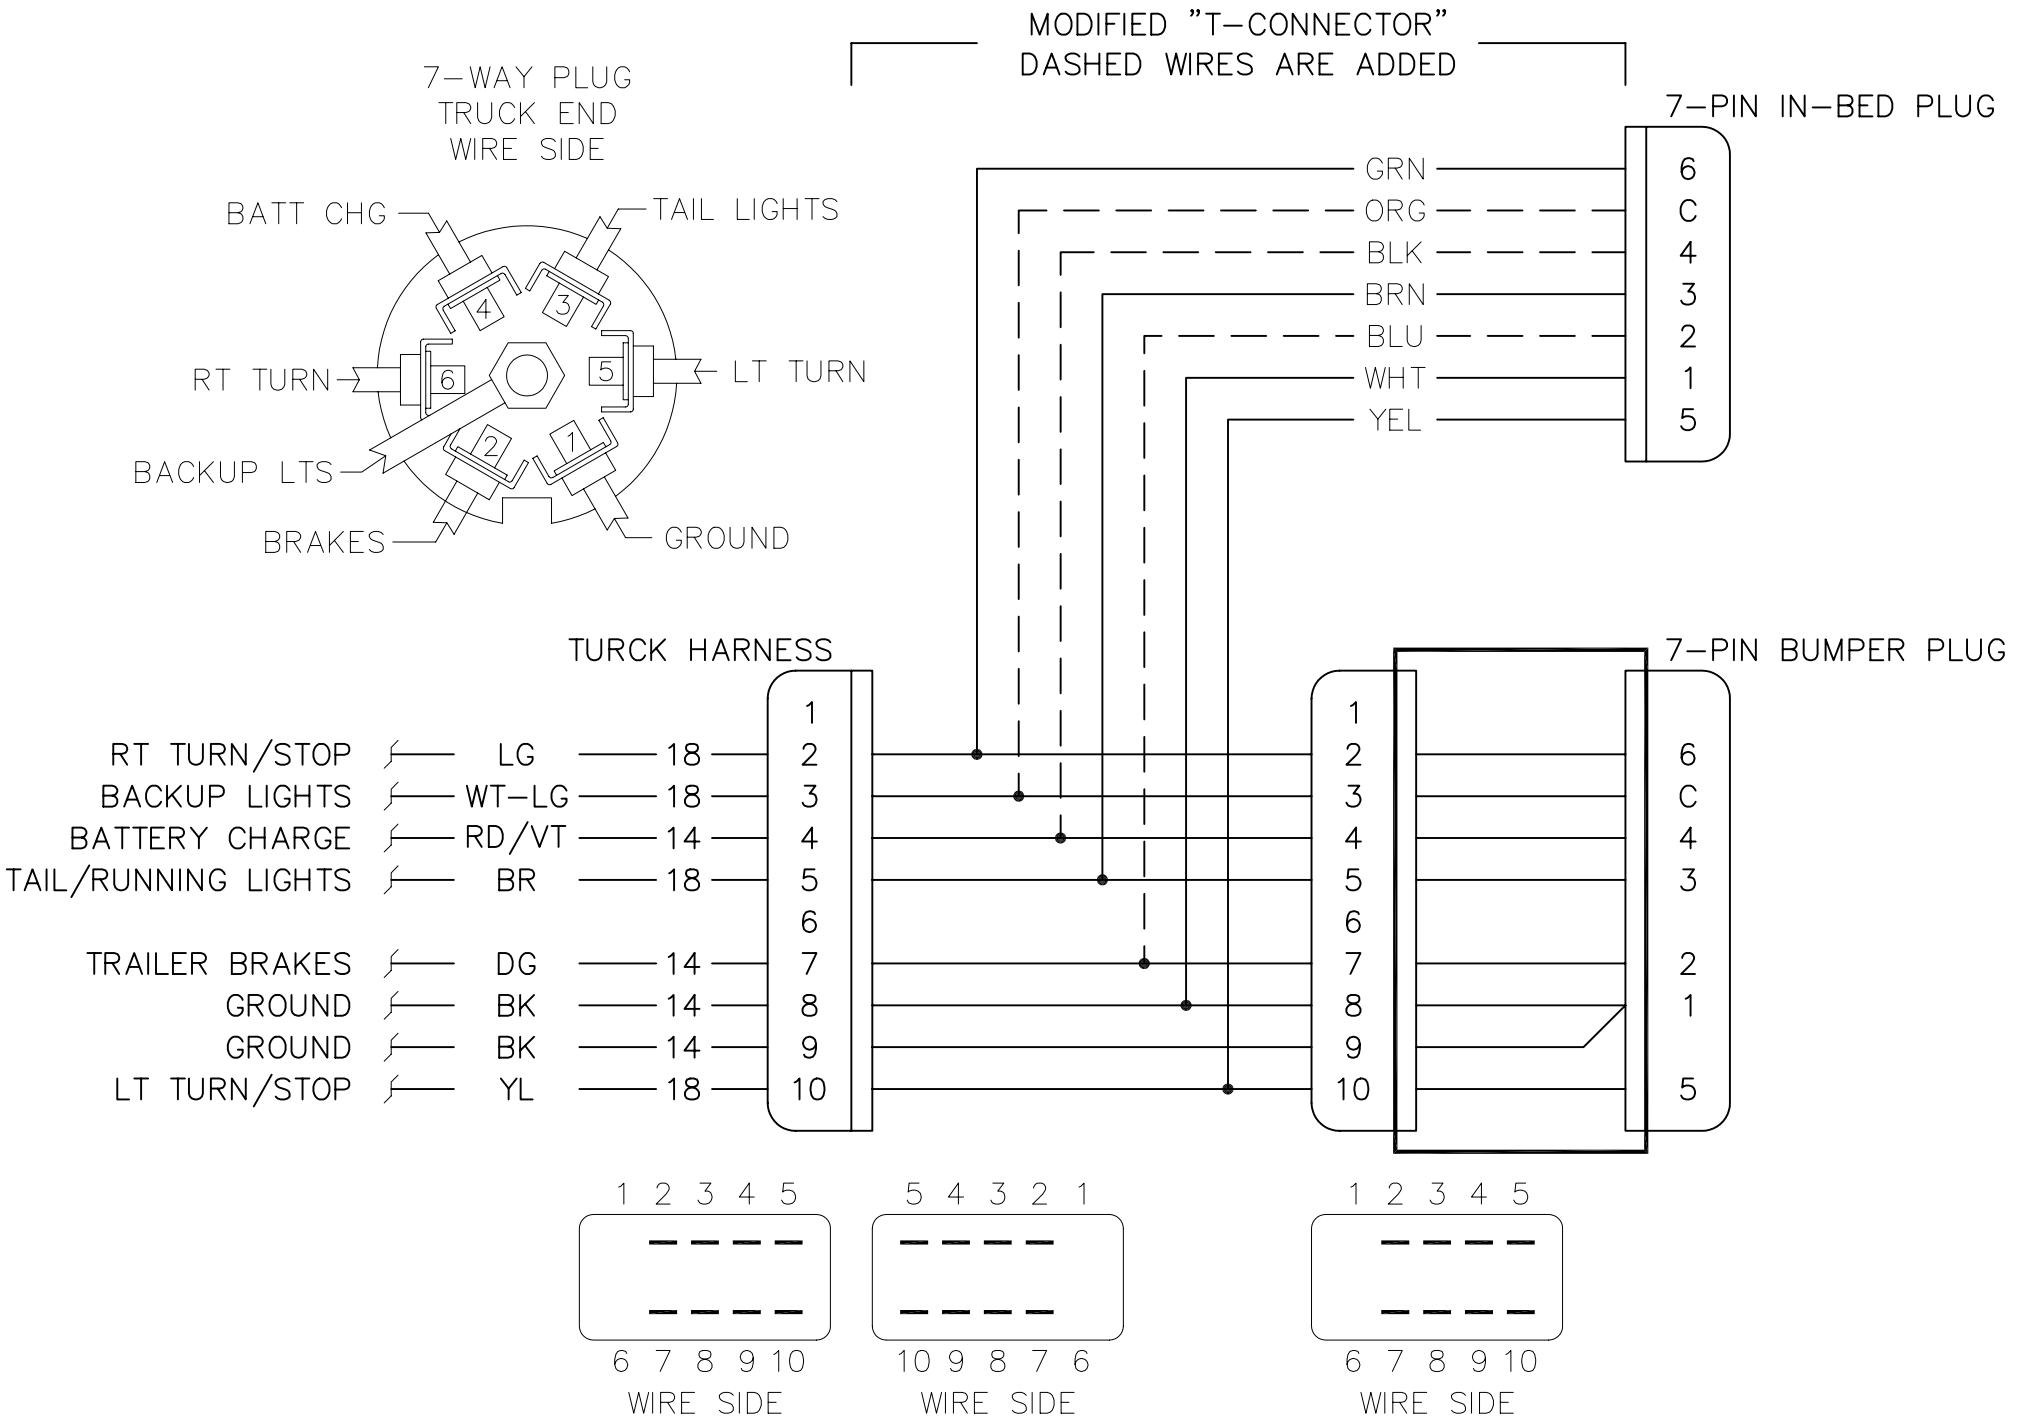 MODIFIED "T-CONNECTOR"
DASHED WIRES ARE ADDED
7-WAY PLUG
TRUCK END
WIRE SIDE
BATT CHG
TAIL LIGHTS
4
3
RT TURN
6
5
LT TURN
2
1
BACKUP LTS
BRAKES
GROUND
7-PIN IN-BED PLUG
GRN 6
ORG C
BLK 4
BRN 3
BLU 2
WHT 1
YEL 5
TURCK HARNESS
7-PIN BUMPER PLUG
1 1
RT TURN/STOP LG 18 2 2 6
BACKUP LIGHTS WT-LG 18 3 3 C
BATTERY CHARGE RD/VT 14 4 4 4
TAIL/RUNNING LIGHTS BR 18 5 5 3
6 6
TRAILER BRAKES DG 14 7 7 2
GROUND BK 14 8 8 1
GROUND BK 14 9 9
LT TURN/STOP YL 18 10 10 5
1 2 3 4 5
6 7 8 9 10
WIRE SIDE
5 4 3 2 1
10 9 8 7 6
WIRE SIDE
1 2 3 4 5
6 7 8 9 10
WIRE SIDE